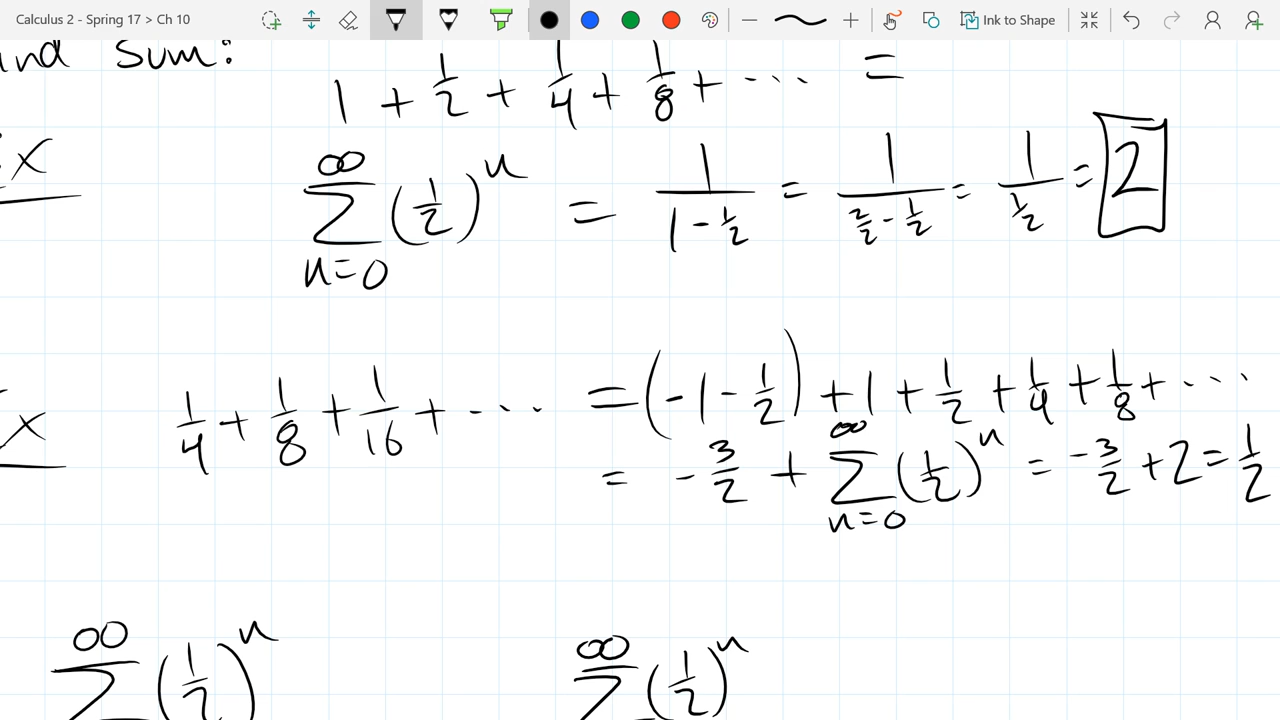 Calculus 2 - Spring 17 > Ch 10
Ink to Shape
Sum:
1 + 1/2 + 1/4 + 1/8 + ... =
x
∞ ∑ n=0 (1/2)^n = 1/(1 - 1/2) = 1/(2/2 - 1/2) = 1/(1/2) = 2
x
1/4 + 1/8 + 1/16 + ... = (-1 - 1/2) + 1 + 1/2 + 1/4 + 1/8 + ...
= -3/2 + ∞ ∑ n=0 (1/2)^n = -3/2 + 2 = 1/2
∞ ∑ (1/2)^n
∞ ∑ (1/2)^n